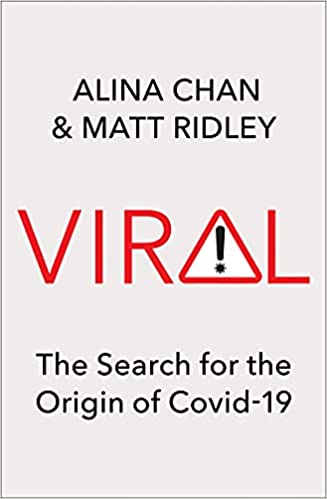 ALINA CHAN
& MATT RIDLEY
VIRAL
The Search for the
Origin of Covid-19